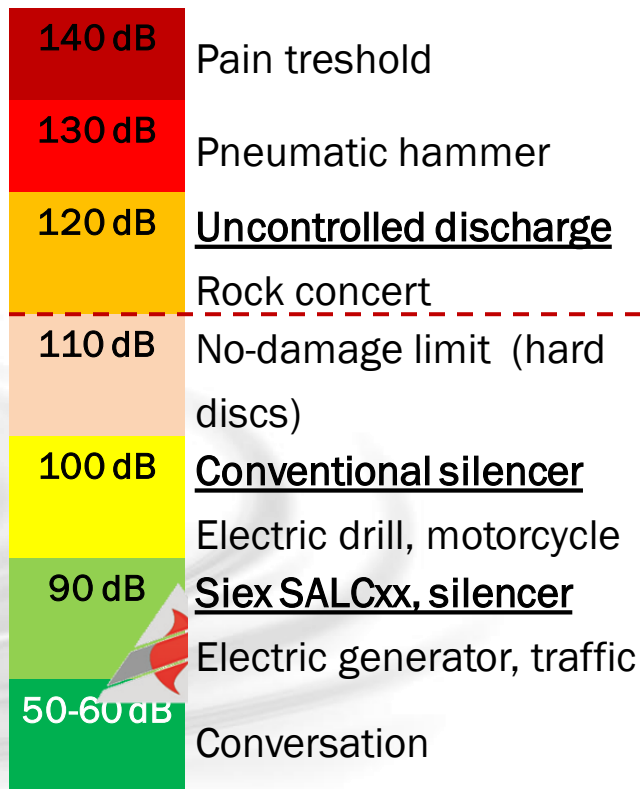 140 dB
Pain treshold
130 dB
Pneumatic hammer
120 dB
Uncontrolled discharge
Rock concert
110 dB
No-damage limit (hard
discs)
100 dB
Conventional silencer
Electric drill, motorcycle
90 dB
Siex SALCxx, silencer
Electric generator, traffic
50-60 dB
Conversation